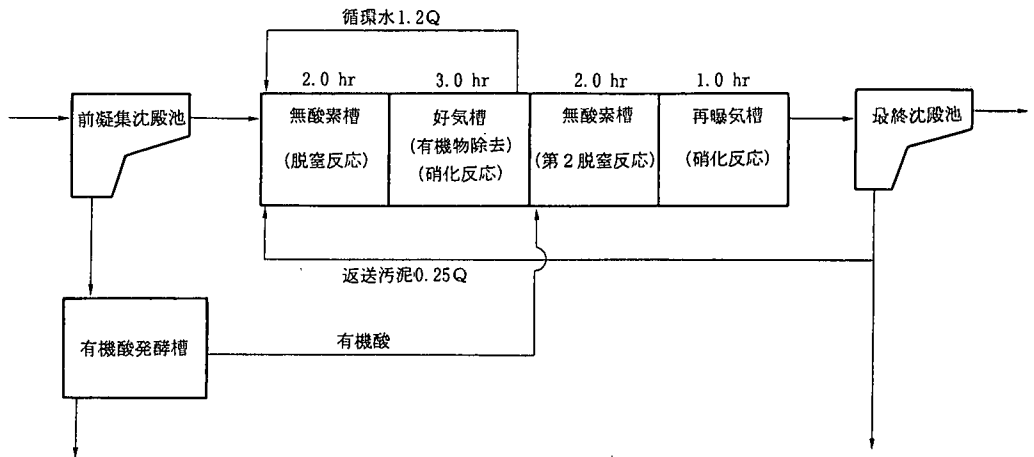 循環水1.2Q
2.0 hr
3.0 hr
2.0 hr
1.0 hr
前凝集沈殿池
無酸素槽
(脱窒反応)
好気槽
(有機物除去)
(硝化反応)
無酸素槽
(第2脱窒反応)
再曝気槽
(硝化反応)
最終沈殿池
返送汚泥0.25Q
有機酸発酵槽
有機酸